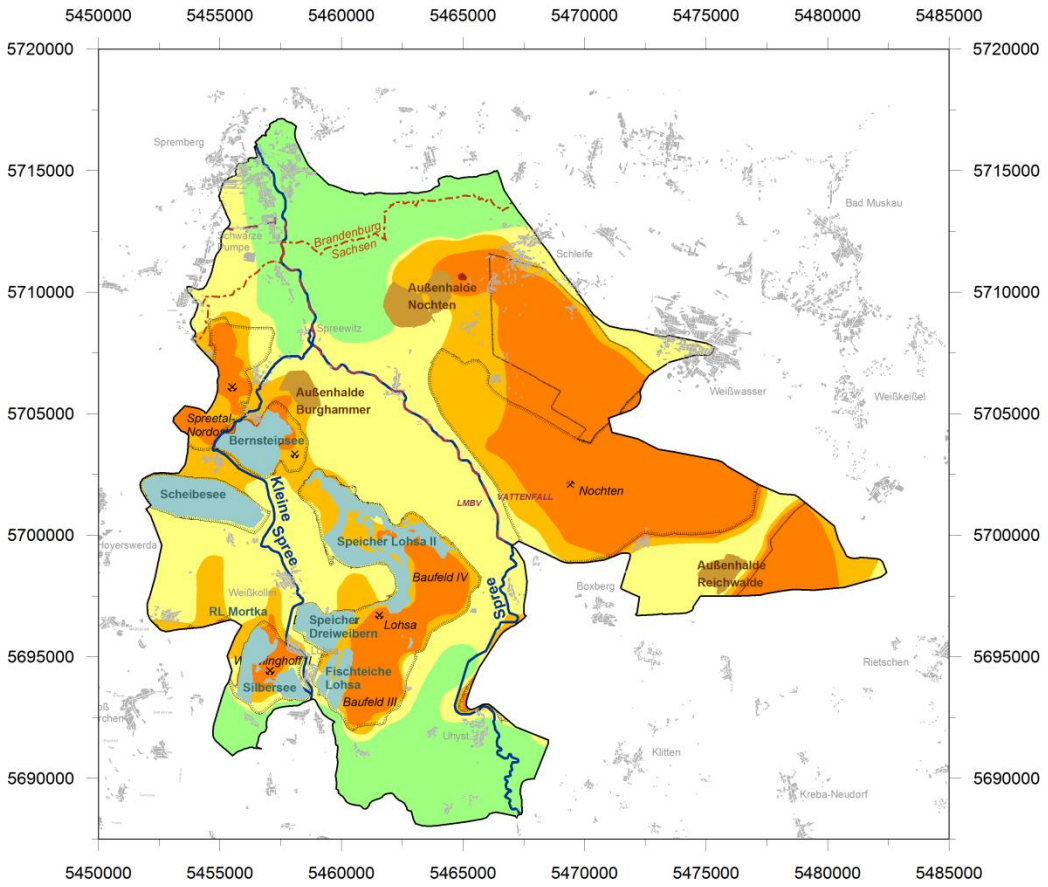 5450000 5455000 5460000 5465000 5470000 5475000 5480000 5485000
5720000 5720000
Spremberg
5715000 5715000
Bad Muskau
Brandenburg
Sachsen
Schwarze
Pumpe
Schleife
5710000 5710000
Außenhalde
Nochten
Spreewitz
Weißwasser
Weißkeißel
Außenhalde
Burghammer
5705000 5705000
Spreetal
Nordost
Bernsteinsee
Scheibesee
Kleine Spree
Nochten
LMBV VATTENFALL
5700000 5700000
Speicher Lohsa II
Hoyerswerda
Außenhalde
Reichwalde
Baufeld IV
Boxberg
Spree
Weißkollm
RL Mortka
Speicher
Dreiweibern
Lohsa
5695000 5695000
Rietschen
Fischteiche
Lohsa
Silbersee
Baufeld III
Uhyst
Klitten
5690000 5690000
Kreba-Neudorf
5450000 5455000 5460000 5465000 5470000 5475000 5480000 5485000